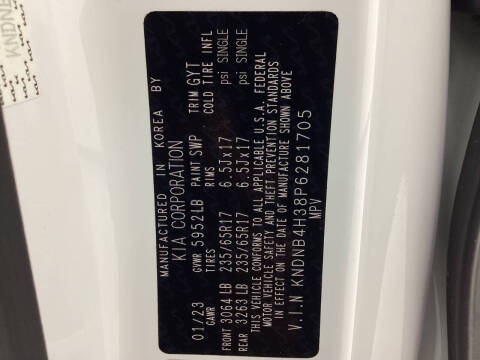 KNDNB
MANUFACTURED IN KOREA BY
KIA CORPORATION
01/23 GVWR 5952LB PAINT SWP TRIM GYT
GAWR TIRES RIMS COLD TIRE INFL
FRONT 3064 LB 235/65R17 6.5Jx17 psi SINGLE
REAR 3263 LB 235/65R17 6.5Jx17 psi SINGLE
THIS VEHICLE CONFORMS TO ALL APPLICABLE U.S.A. FEDERAL
MOTOR VEHICLE SAFETY AND THEFT PREVENTION STANDARDS
IN EFFECT ON THE DATE OF MANUFACTURE SHOWN ABOVE
V.I.N KNDNB4H38P6281705
MPV